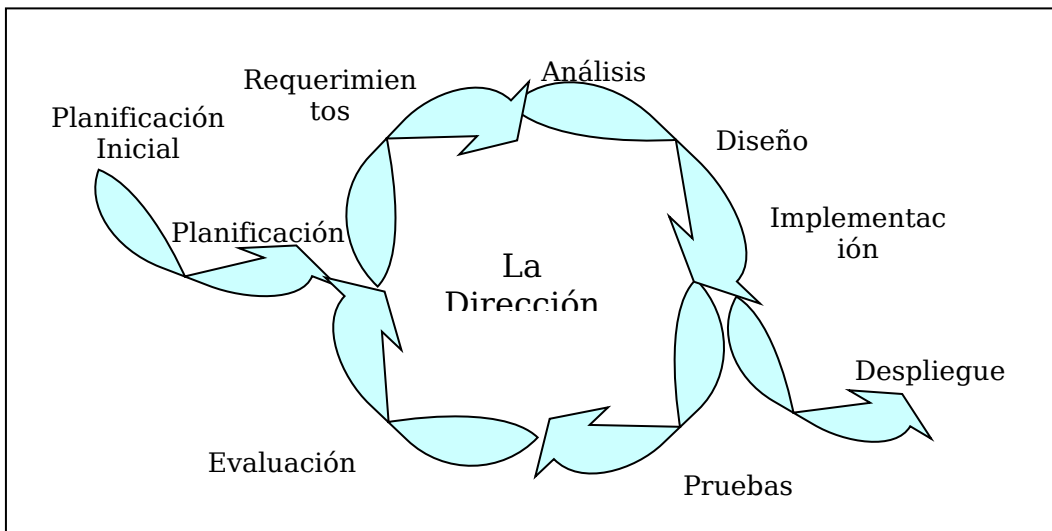 Requerimien
tos
Análisis
Planificación
Inicial
Diseño
Planificación
Implementac
ión
La
Dirección
Despliegue
Evaluación
Pruebas